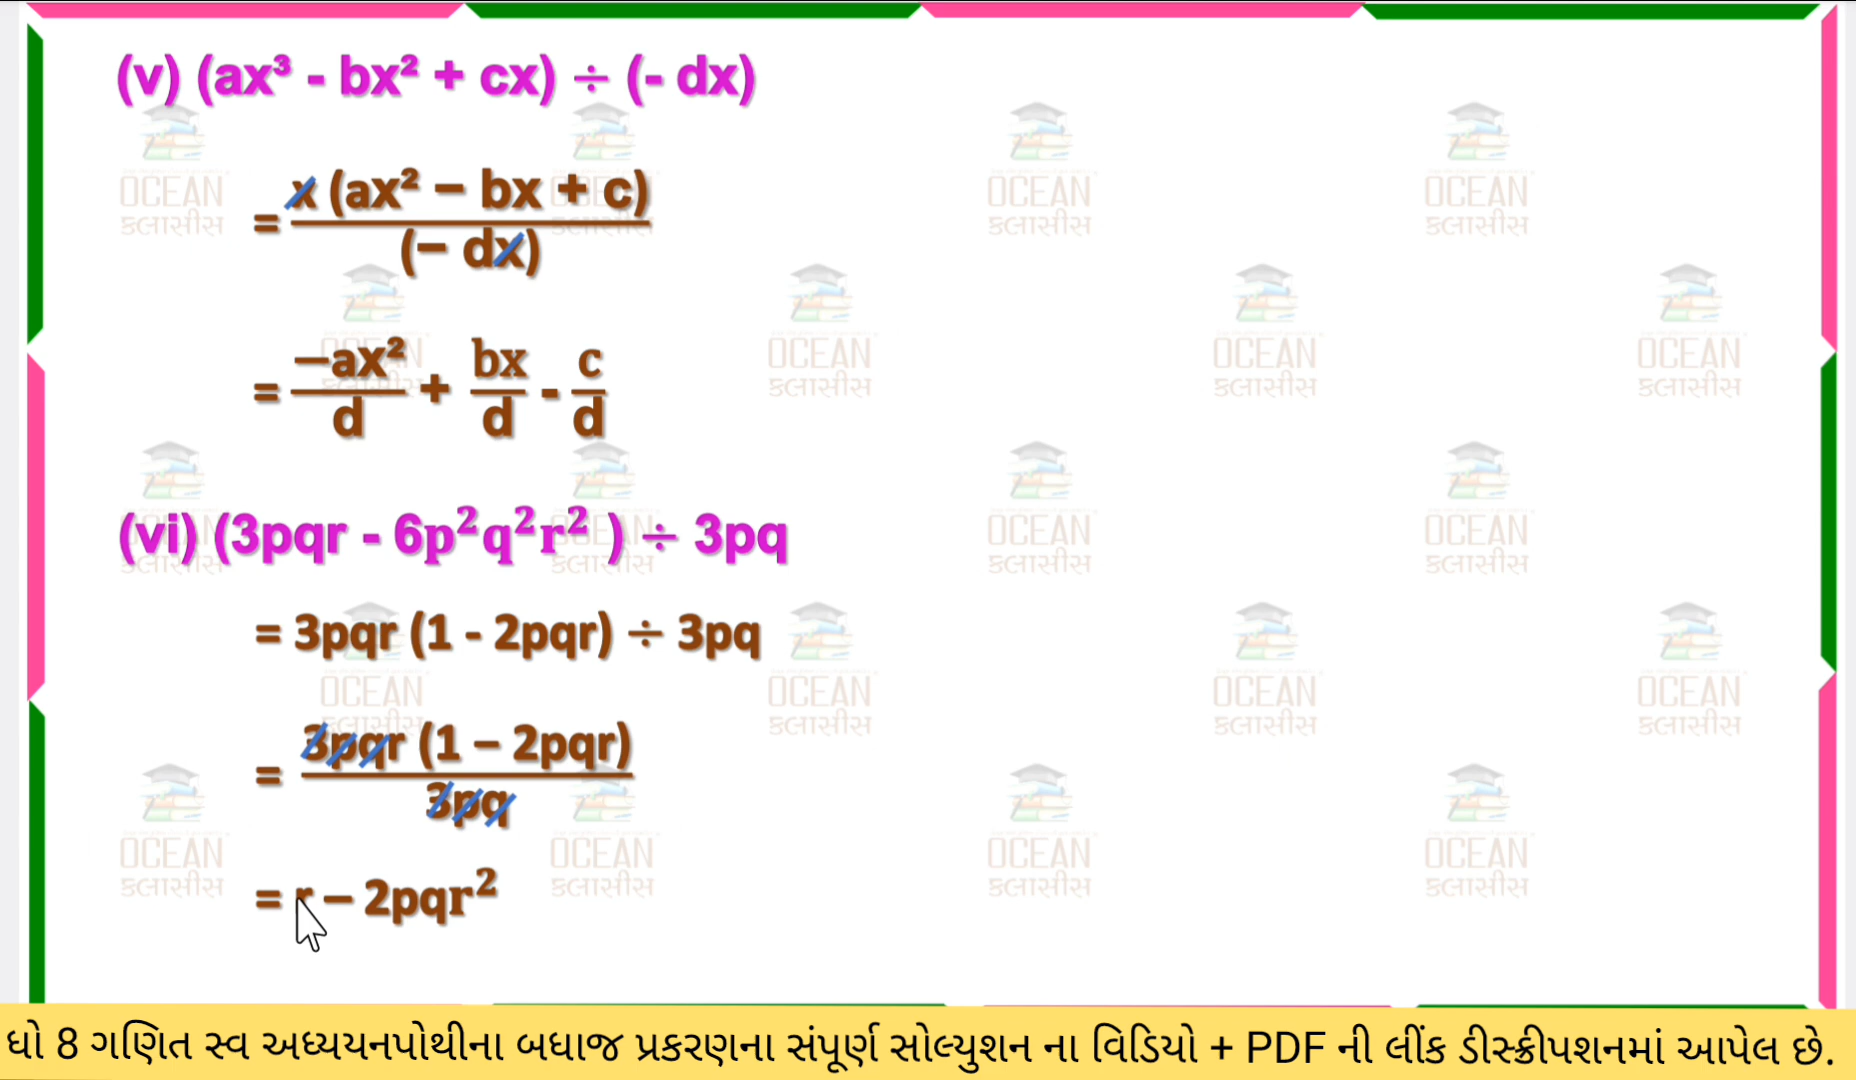 (v) (ax³ - bx² + cx) ÷ (- dx)
= x (ax² – bx + c) / (– dx)
= –ax²/d + bx/d - c/d
(vi) (3pqr - 6p²q²r² ) ÷ 3pq
= 3pqr (1 - 2pqr) ÷ 3pq
= 3pqr (1 – 2pqr) / 3pq
= r – 2pqr²
OCEAN
ક્લાસીસ
ધો 8 ગણિત સ્વ અધ્યયનપોથીના બધાજ પ્રકરણના સંપૂર્ણ સોલ્યુશન ના વિડિયો + PDF ની લીંક ડીસ્ક્રીપશનમાં આપેલ છે.